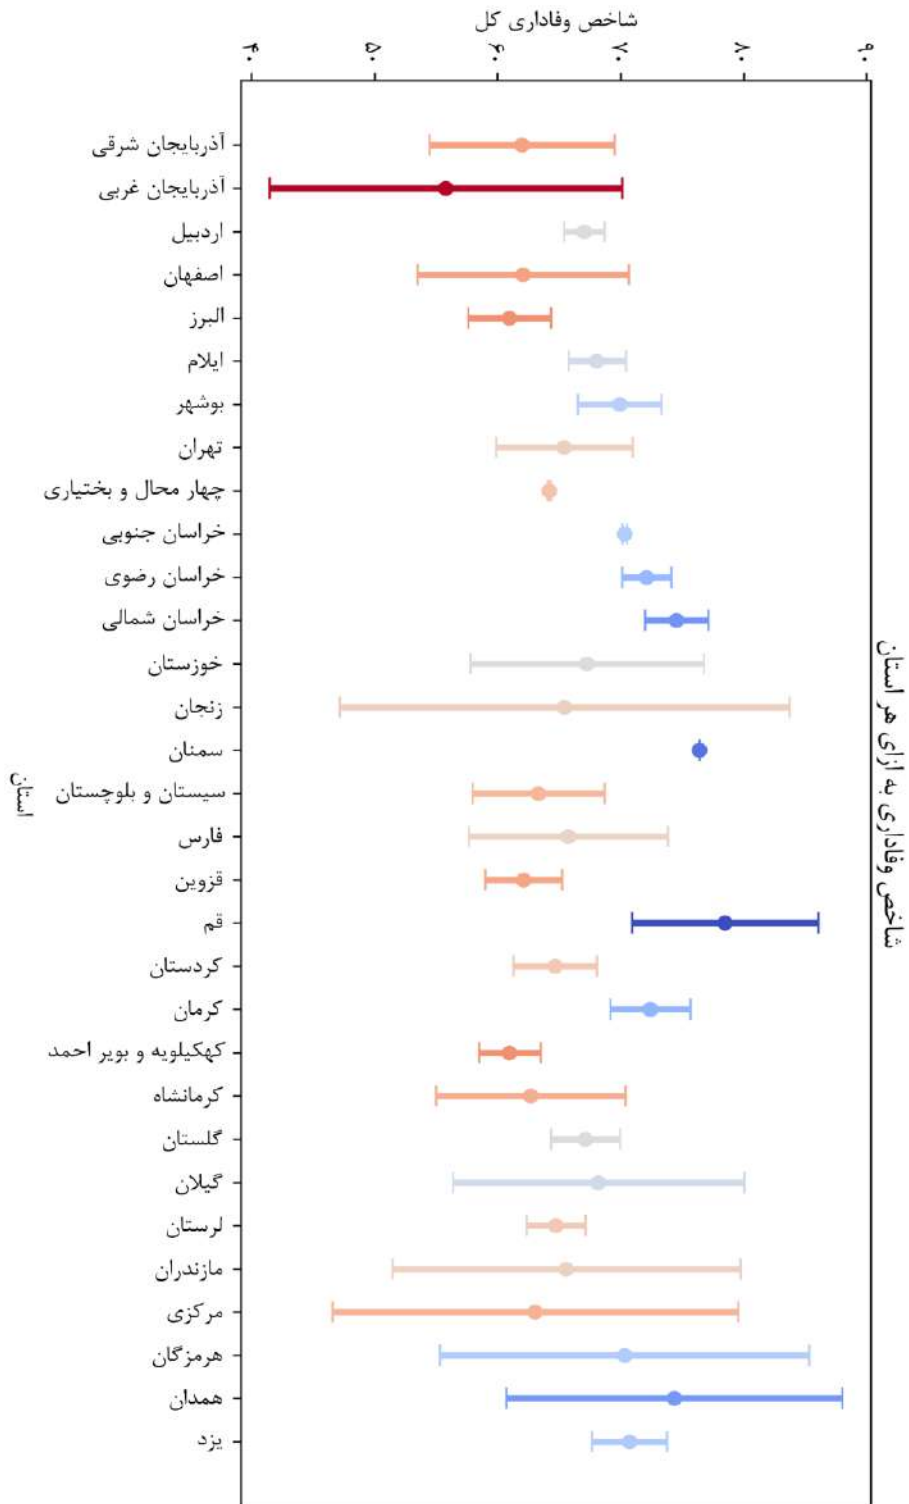 شاخص وفاداری کل
۴۰
۵۰
۶۰
۷۰
۸۰
۹۰
آذربایجان شرقی
آذربایجان غربی
اردبیل
اصفهان
البرز
ایلام
بوشهر
تهران
چهار محال و بختیاری
خراسان جنوبی
خراسان رضوی
خراسان شمالی
خوزستان
زنجان
سمنان
سیستان و بلوچستان
فارس
قزوین
قم
کردستان
کرمان
کهکیلویه و بویر احمد
کرمانشاه
گلستان
گیلان
لرستان
مازندران
مرکزی
هرمزگان
همدان
یزد
استان
شاخص وفاداری به ازای هر استان